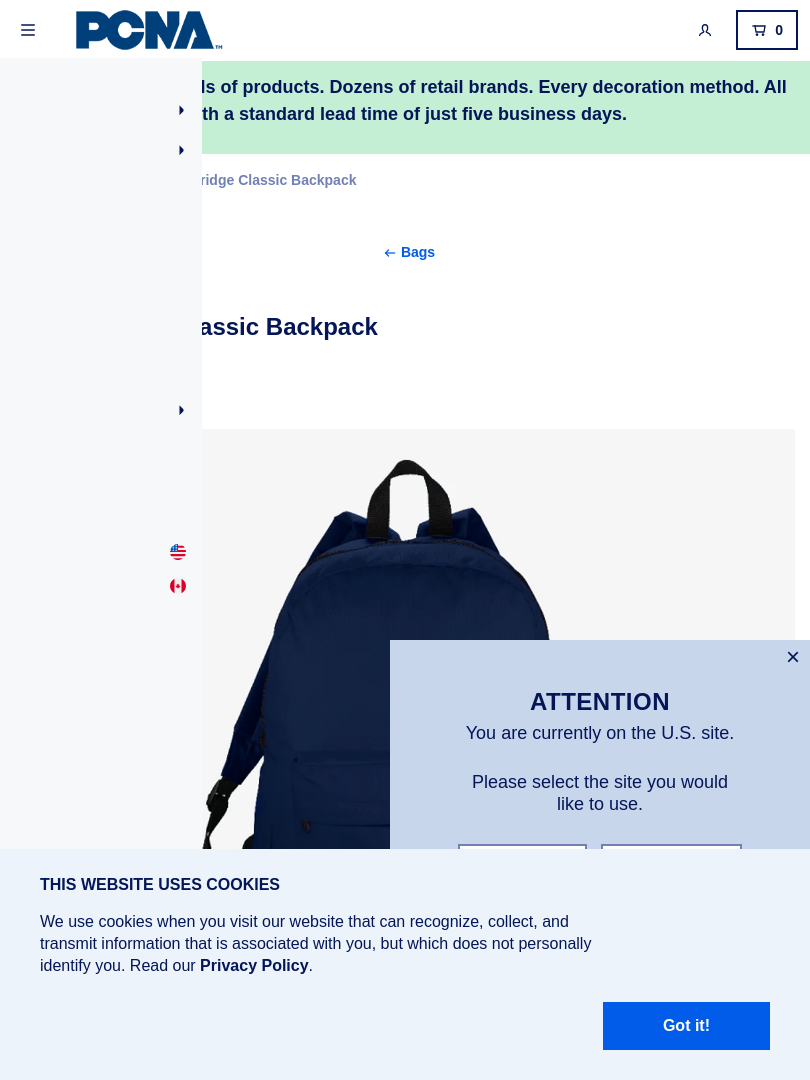 PCNA TM
0
ls of products. Dozens of retail brands. Every decoration method. All
th a standard lead time of just five business days.
ridge Classic Backpack
← Bags
assic Backpack
ATTENTION
You are currently on the U.S. site.
Please select the site you would
like to use.
THIS WEBSITE USES COOKIES
We use cookies when you visit our website that can recognize, collect, and
transmit information that is associated with you, but which does not personally
identify you. Read our Privacy Policy.
Got it!